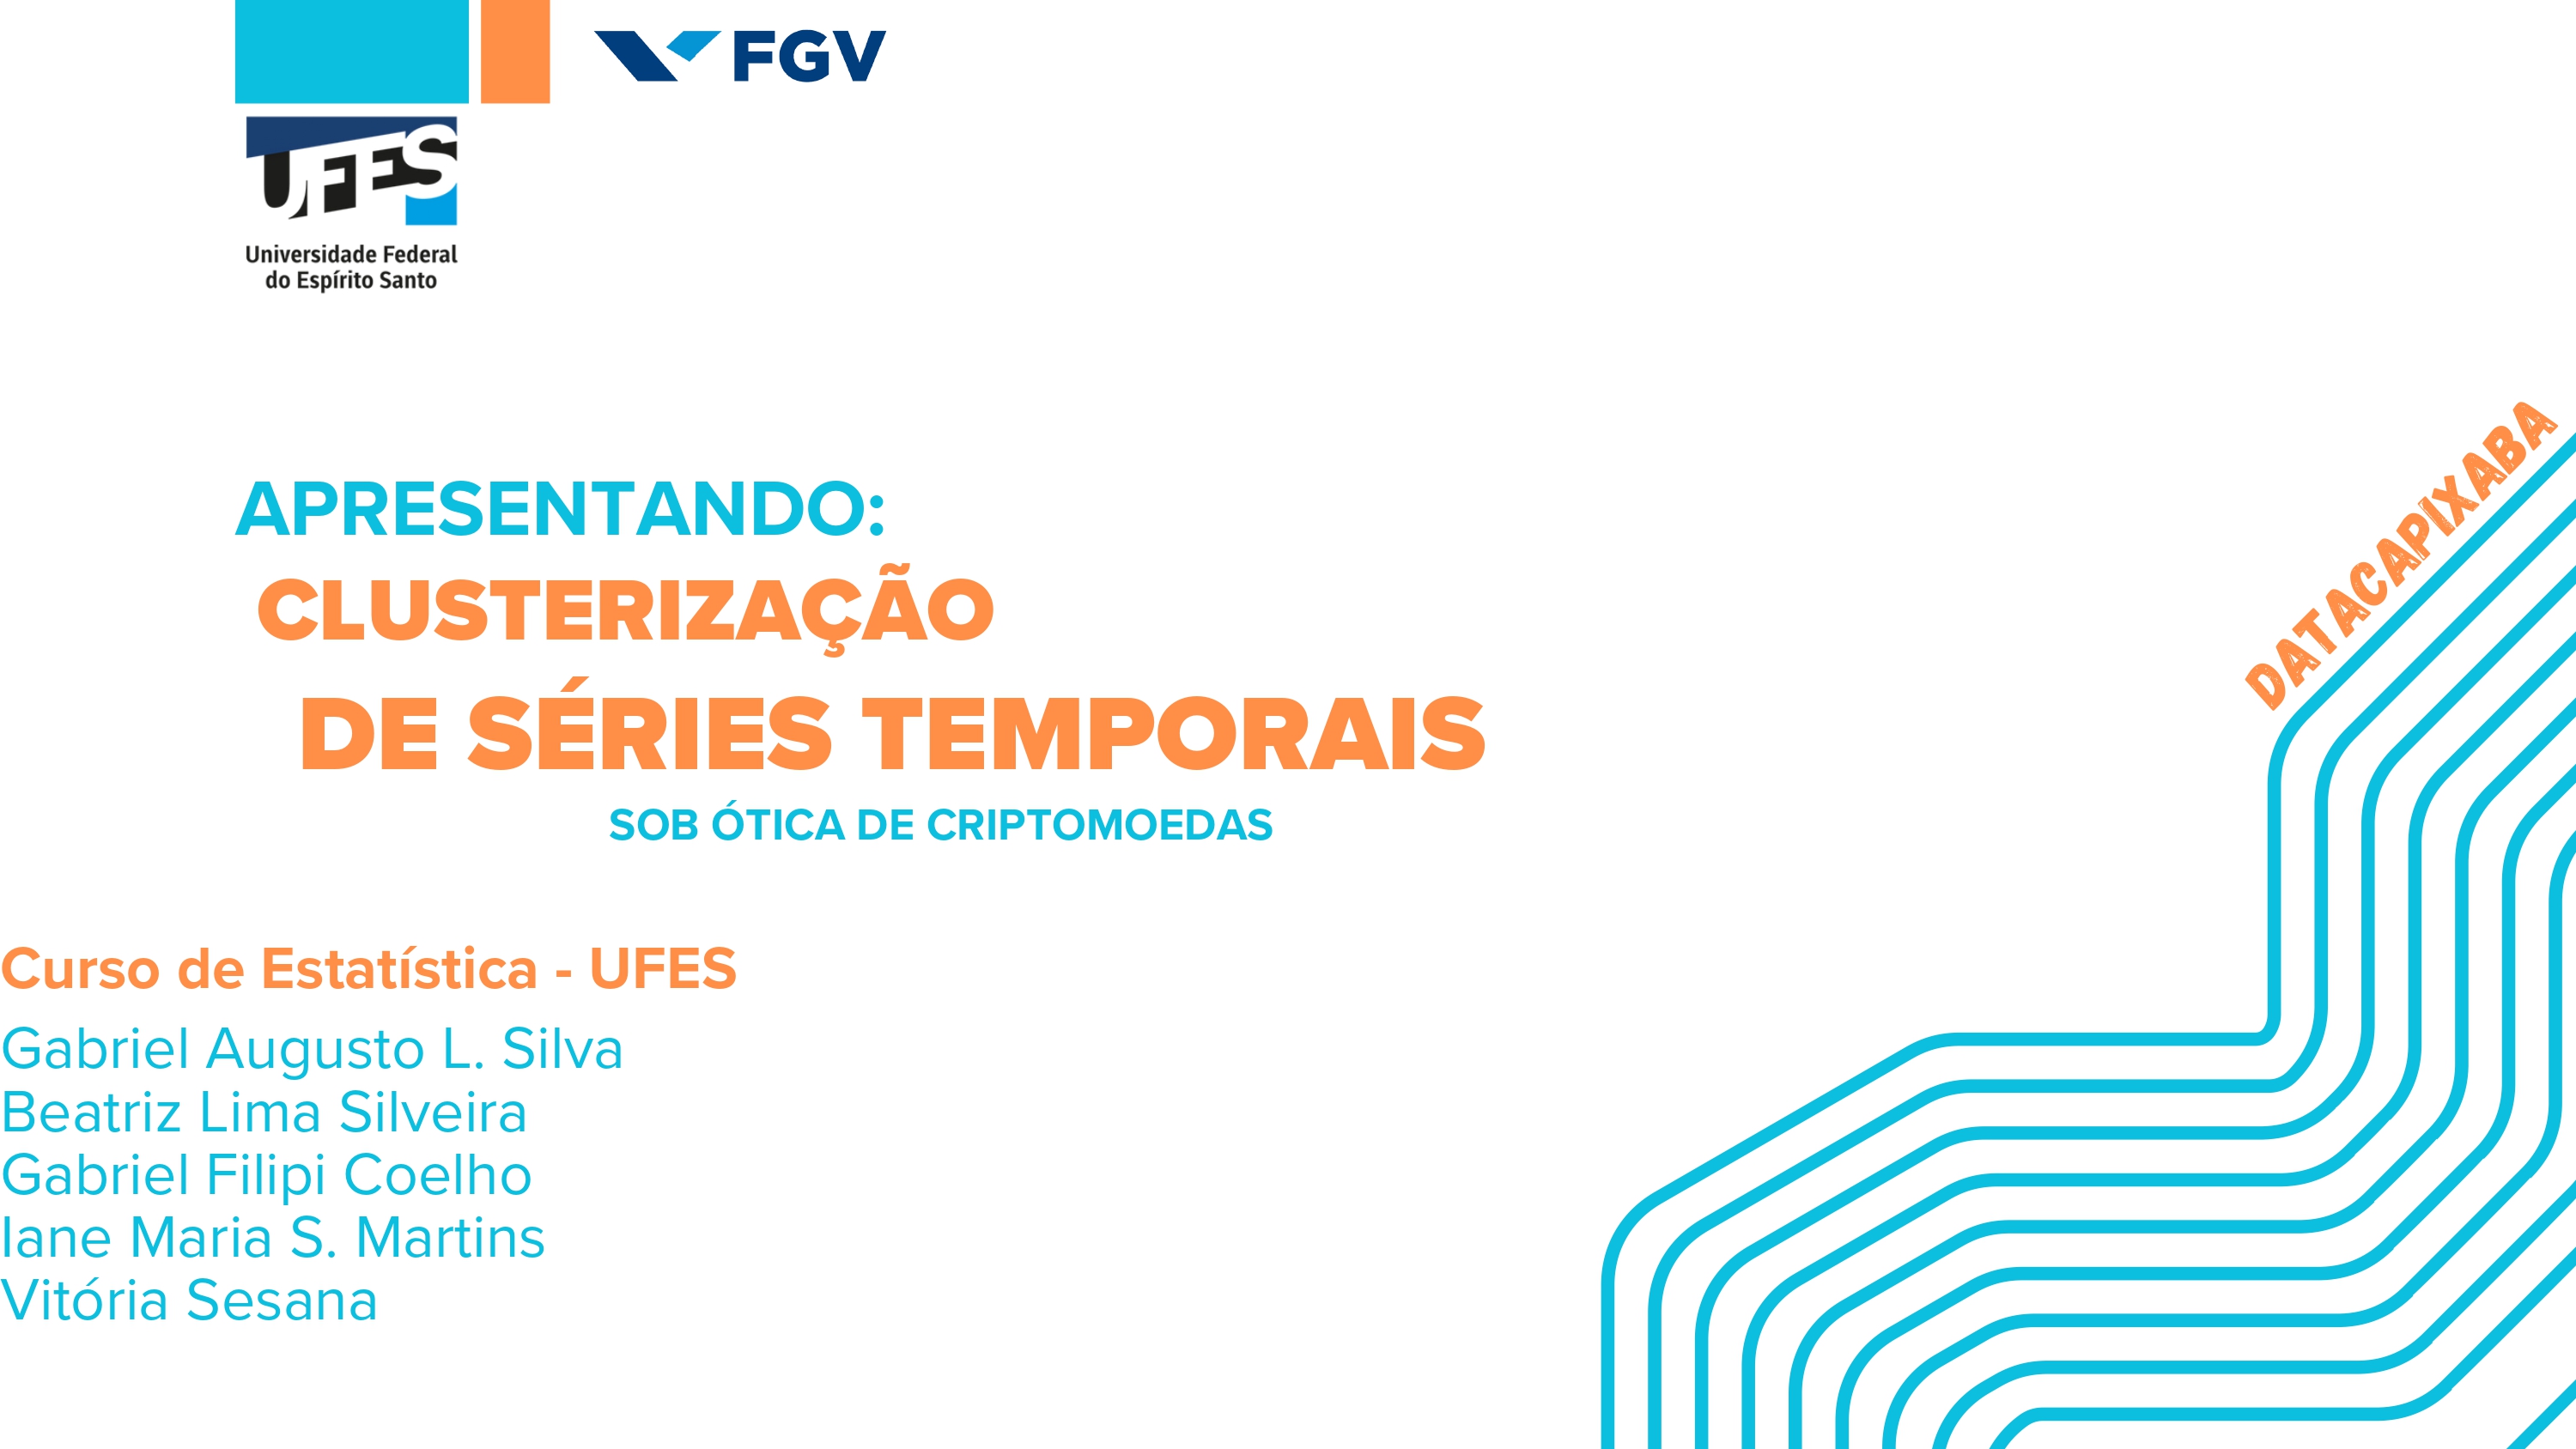 FGV
UFES
Universidade Federal
do Espírito Santo
APRESENTANDO:
CLUSTERIZAÇÃO
DE SÉRIES TEMPORAIS
SOB ÓTICA DE CRIPTOMOEDAS
DATACAPIXABA
Curso de Estatística - UFES
Gabriel Augusto L. Silva
Beatriz Lima Silveira
Gabriel Filipi Coelho
Iane Maria S. Martins
Vitória Sesana